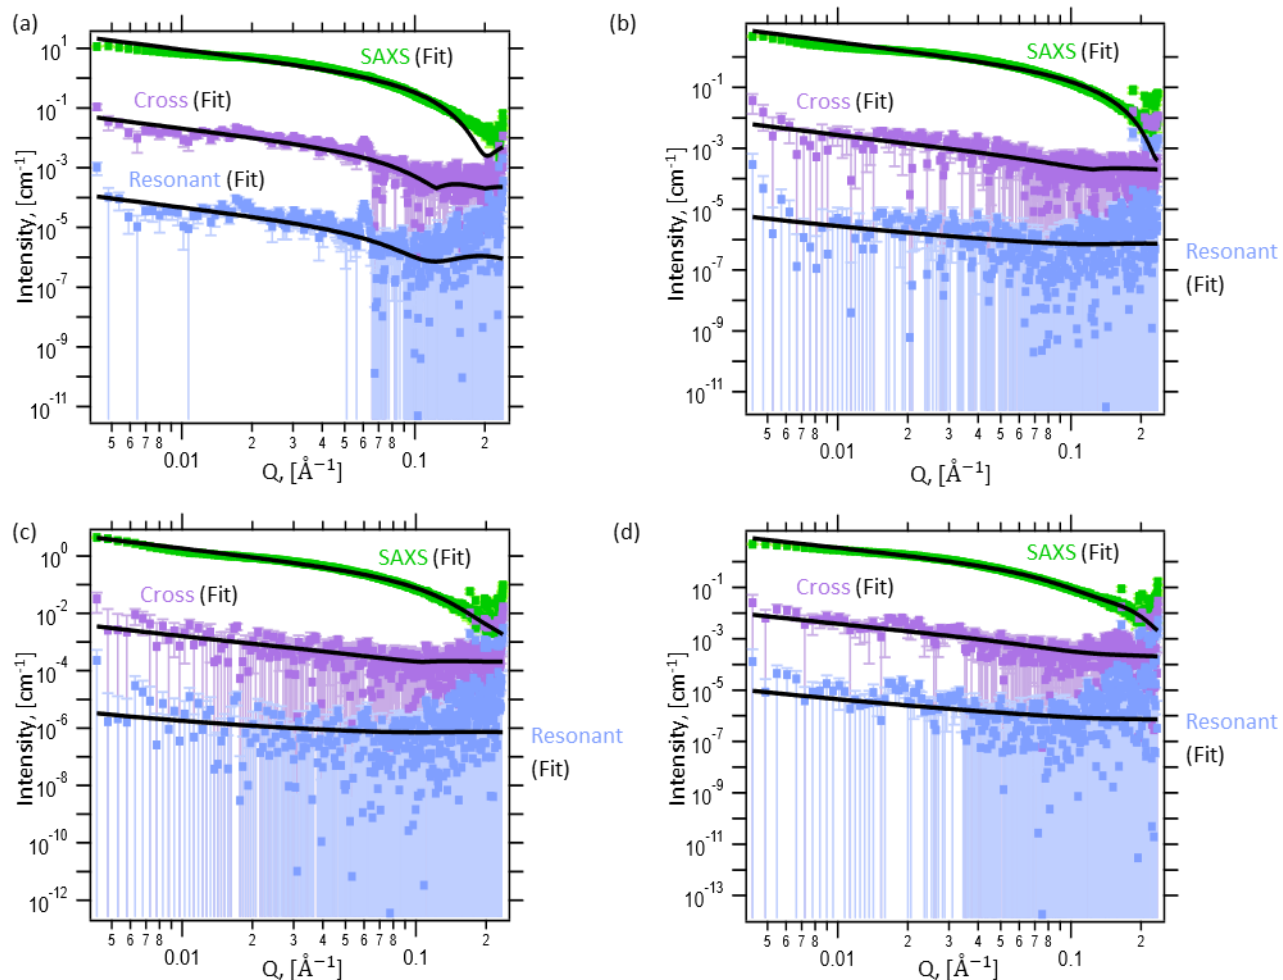 (a)
SAXS (Fit)
Cross (Fit)
Resonant (Fit)
Intensity, [cm⁻¹]
10¹
10⁻¹
10⁻³
10⁻⁵
10⁻⁷
10⁻⁹
10⁻¹¹
5 6 7 8 2 3 4 5 6 7 8 2
0.01 0.1
Q, [Å⁻¹]
(b)
SAXS (Fit)
Cross (Fit)
Resonant
(Fit)
Intensity, [cm⁻¹]
10⁻¹
10⁻³
10⁻⁵
10⁻⁷
10⁻⁹
10⁻¹¹
5 6 7 8 2 3 4 5 6 7 8 2
0.01 0.1
Q, [Å⁻¹]
(c)
SAXS (Fit)
Cross (Fit)
Resonant
(Fit)
Intensity, [cm⁻¹]
10⁰
10⁻²
10⁻⁴
10⁻⁶
10⁻⁸
10⁻¹⁰
10⁻¹²
5 6 7 8 2 3 4 5 6 7 8 2
0.01 0.1
Q, [Å⁻¹]
(d)
SAXS (Fit)
Cross (Fit)
Resonant
(Fit)
Intensity, [cm⁻¹]
10⁻¹
10⁻³
10⁻⁵
10⁻⁷
10⁻⁹
10⁻¹¹
10⁻¹³
5 6 7 8 2 3 4 5 6 7 8 2
0.01 0.1
Q, [Å⁻¹]